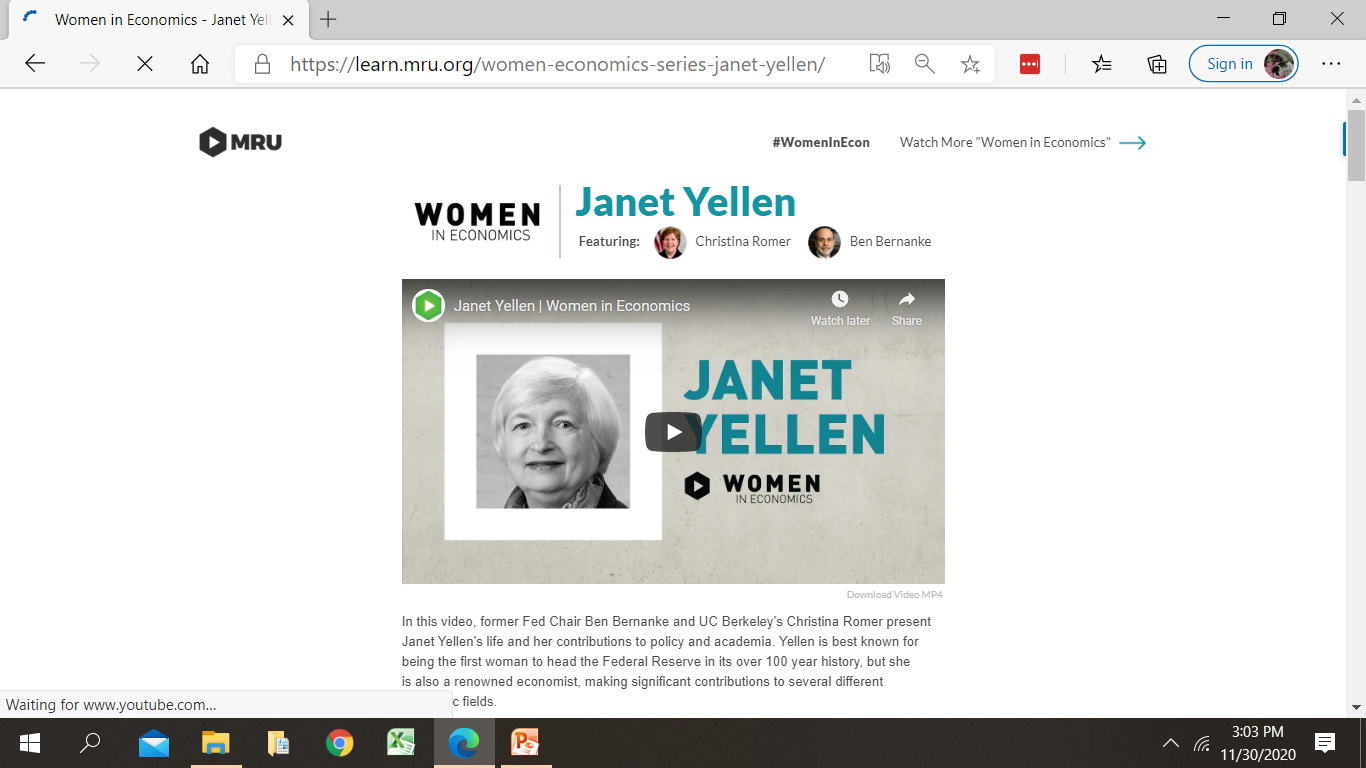 Women in Economics - Janet Yell
https://learn.mru.org/women-economics-series-janet-yellen/
Sign in
MRU
#WomenInEcon
Watch More "Women in Economics"
WOMEN
IN ECONOMICS
Janet Yellen
Featuring: Christina Romer Ben Bernanke
Janet Yellen | Women in Economics
Watch later
Share
JANET
YELLEN
WOMEN
IN ECONOMICS
Download Video MP4
In this video, former Fed Chair Ben Bernanke and UC Berkeley's Christina Romer present
Janet Yellen's life and her contributions to policy and academia. Yellen is best known for
being the first woman to head the Federal Reserve in its over 100 year history, but she
is also a renowned economist, making significant contributions to several different
c fields.
Waiting for www.youtube.com...
3:03 PM
11/30/2020